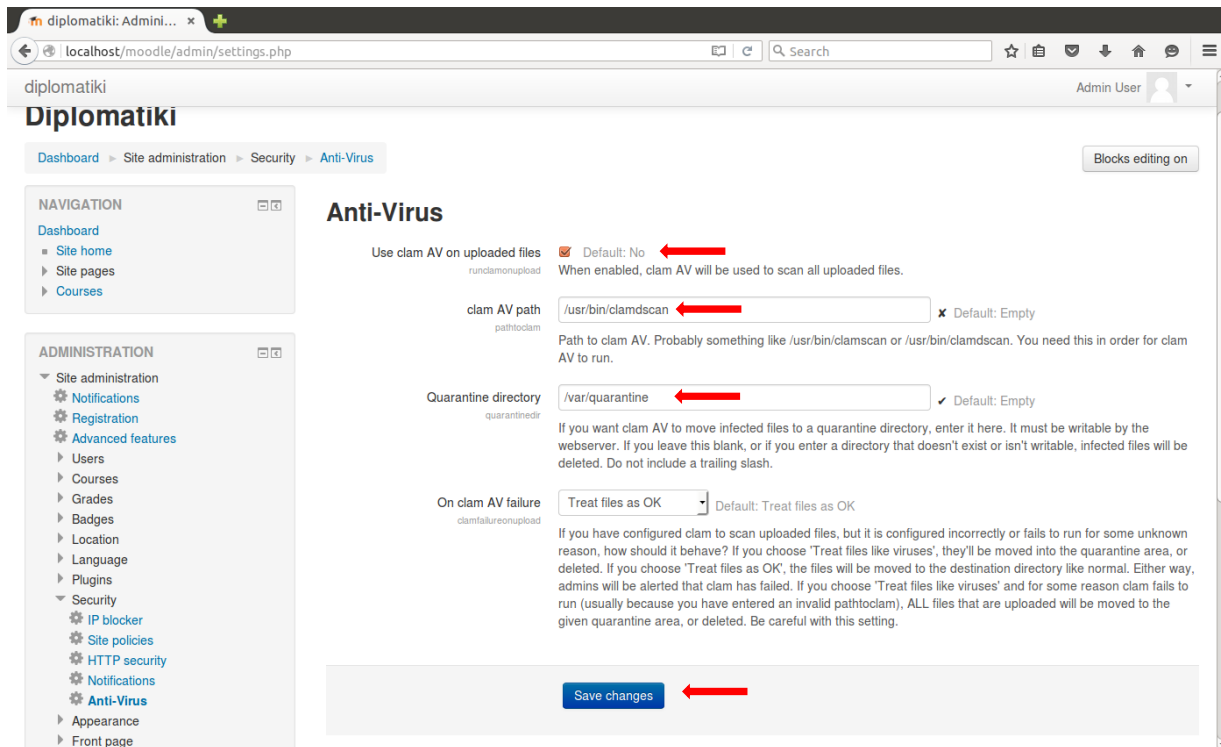 diplomatiki: Admini... ×
localhost/moodle/admin/settings.php
Search
diplomatiki
Admin User
Diplomatiki
Dashboard ▶ Site administration ▶ Security ▶ Anti-Virus
Blocks editing on
NAVIGATION
Dashboard
Site home
Site pages
Courses
ADMINISTRATION
Site administration
Notifications
Registration
Advanced features
Users
Courses
Grades
Badges
Location
Language
Plugins
Security
IP blocker
Site policies
HTTP security
Notifications
Anti-Virus
Appearance
Front page
Anti-Virus
Use clam AV on uploaded files
runclamonupload
Default: No
When enabled, clam AV will be used to scan all uploaded files.
clam AV path
pathtoclam
/usr/bin/clamdscan
✘ Default: Empty
Path to clam AV. Probably something like /usr/bin/clamscan or /usr/bin/clamdscan. You need this in order for clam
AV to run.
Quarantine directory
quarantinedir
/var/quarantine
✔ Default: Empty
If you want clam AV to move infected files to a quarantine directory, enter it here. It must be writable by the
webserver. If you leave this blank, or if you enter a directory that doesn't exist or isn't writable, infected files will be
deleted. Do not include a trailing slash.
On clam AV failure
clamfailureonupload
Treat files as OK
Default: Treat files as OK
If you have configured clam to scan uploaded files, but it is configured incorrectly or fails to run for some unknown
reason, how should it behave? If you choose 'Treat files like viruses', they'll be moved into the quarantine area, or
deleted. If you choose 'Treat files as OK', the files will be moved to the destination directory like normal. Either way,
admins will be alerted that clam has failed. If you choose 'Treat files like viruses' and for some reason clam fails to
run (usually because you have entered an invalid pathtoclam), ALL files that are uploaded will be moved to the
given quarantine area, or deleted. Be careful with this setting.
Save changes